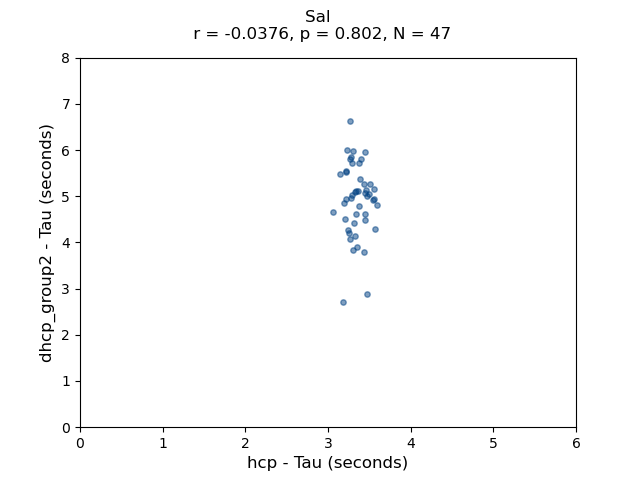 Sal
r = -0.0376, p = 0.802, N = 47
8
7
6
5
4
3
2
1
0
dhcp_group2 - Tau (seconds)
0 1 2 3 4 5 6
hcp - Tau (seconds)